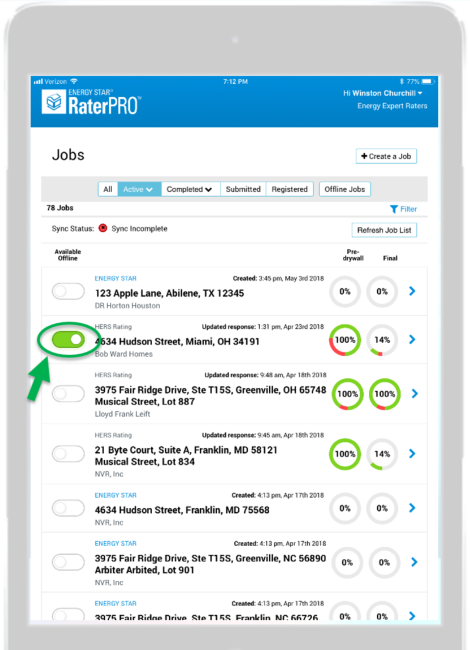 Verizon 7:12 PM 77%
ENERGY STAR®
RaterPRO™
Hi Winston Churchill
Energy Expert Raters
Jobs
+ Create a Job
All Active Completed Submitted Registered Offline Jobs
78 Jobs Filter
Sync Status: Sync Incomplete Refresh Job List
Available Offline Pre-drywall Final
ENERGY STAR Created: 3:45 pm, May 3rd 2018
123 Apple Lane, Abilene, TX 12345 0% 0%
DR Horton Houston
HERS Rating Updated response: 1:31 pm, Apr 23rd 2018
4634 Hudson Street, Miami, OH 34191 100% 14%
Bob Ward Homes
HERS Rating Updated response: 9:48 am, Apr 18th 2018
3975 Fair Ridge Drive, Ste T15S, Greenville, OH 65748
Musical Street, Lot 887 100% 100%
Lloyd Frank Leift
HERS Rating Updated response: 9:45 am, Apr 18th 2018
21 Byte Court, Suite A, Franklin, MD 58121
Musical Street, Lot 834 100% 14%
NVR, Inc
ENERGY STAR Created: 4:13 pm, Apr 17th 2018
4634 Hudson Street, Franklin, MD 75568 0% 0%
NVR, Inc
ENERGY STAR Created: 4:13 pm, Apr 17th 2018
3975 Fair Ridge Drive, Ste T15S, Greenville, NC 56890
Arbiter Arbited, Lot 901 0% 0%
NVR, Inc
ENERGY STAR Created: 4:13 pm, Apr 17th 2018
3975 Fair Ridge Drive, Ste T15S, Franklin, NC 66726 0% 0%